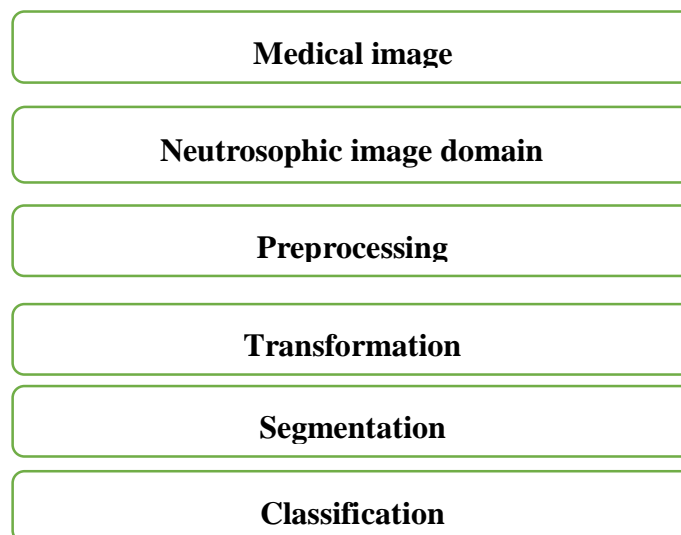 Medical image
Neutrosophic image domain
Preprocessing
Transformation
Segmentation
Classification